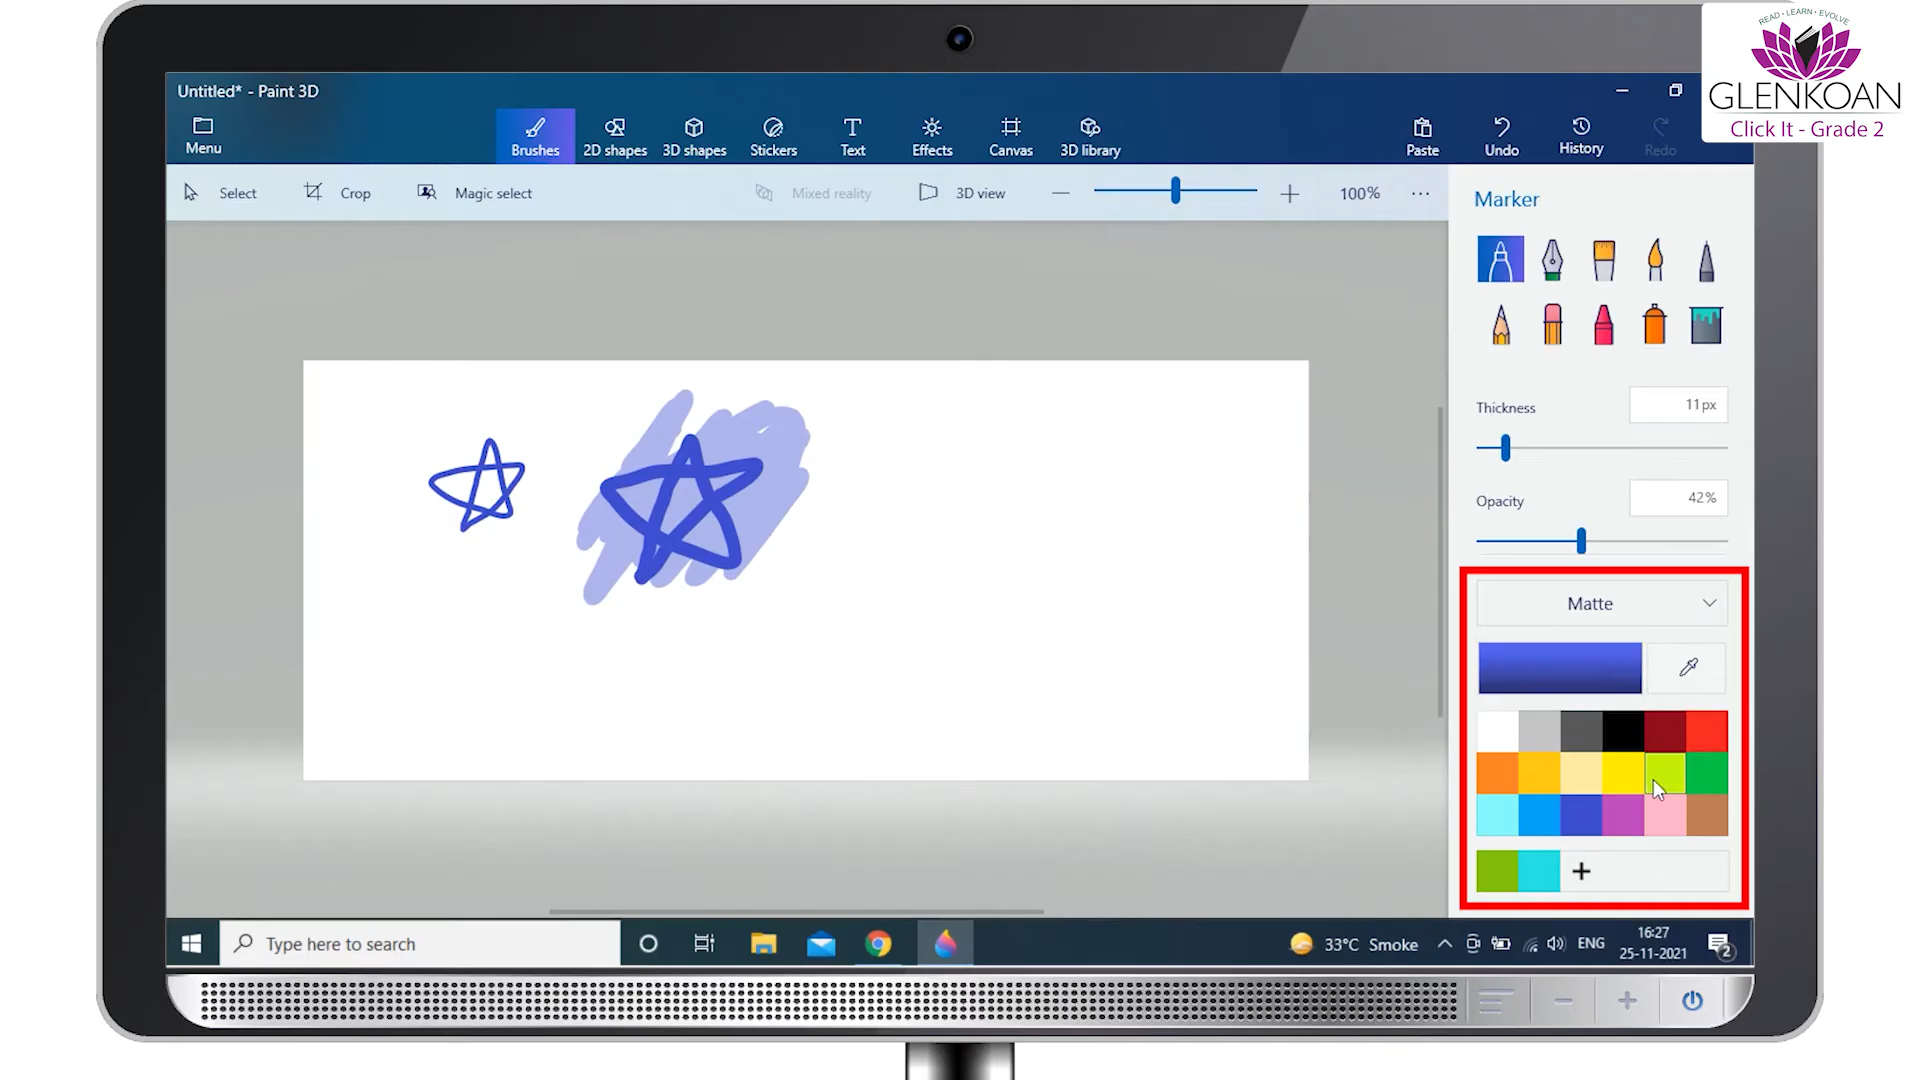 READ • LEARN • EVOLVE
GLENKOAN
Click It - Grade 2
Untitled* - Paint 3D
Menu
Brushes
2D shapes
3D shapes
Stickers
Text
Effects
Canvas
3D library
Paste
Undo
History
Redo
Select
Crop
Magic select
Mixed reality
3D view
100%
Marker
Thickness
11px
Opacity
42%
Matte
Type here to search
33°C Smoke
ENG
16:27
25-11-2021
2